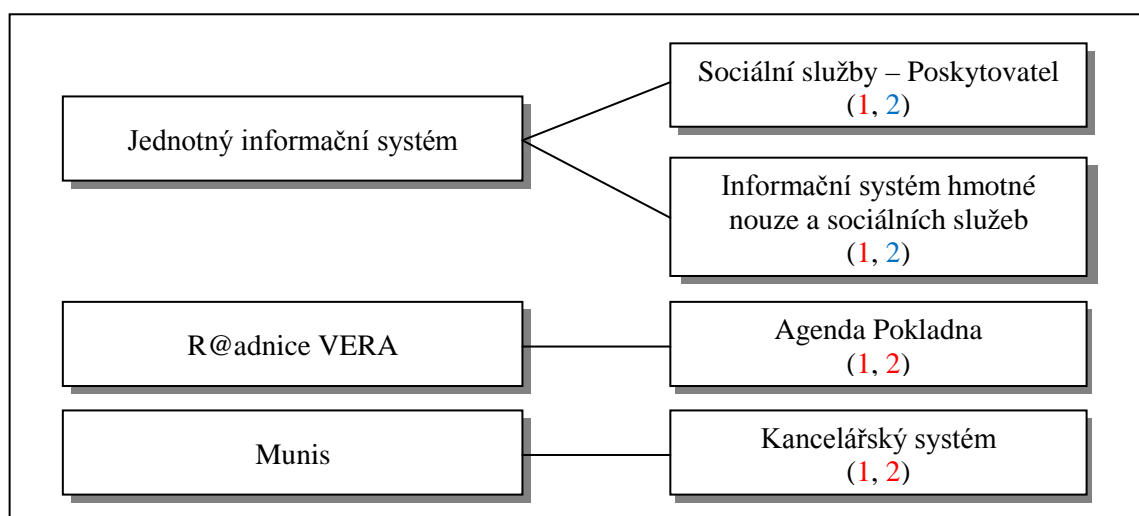 Sociální služby – Poskytovatel
(1, 2)
Jednotný informační systém
Informační systém hmotné
nouze a sociálních služeb
(1, 2)
R@adnice VERA
Agenda Pokladna
(1, 2)
Munis
Kancelářský systém
(1, 2)